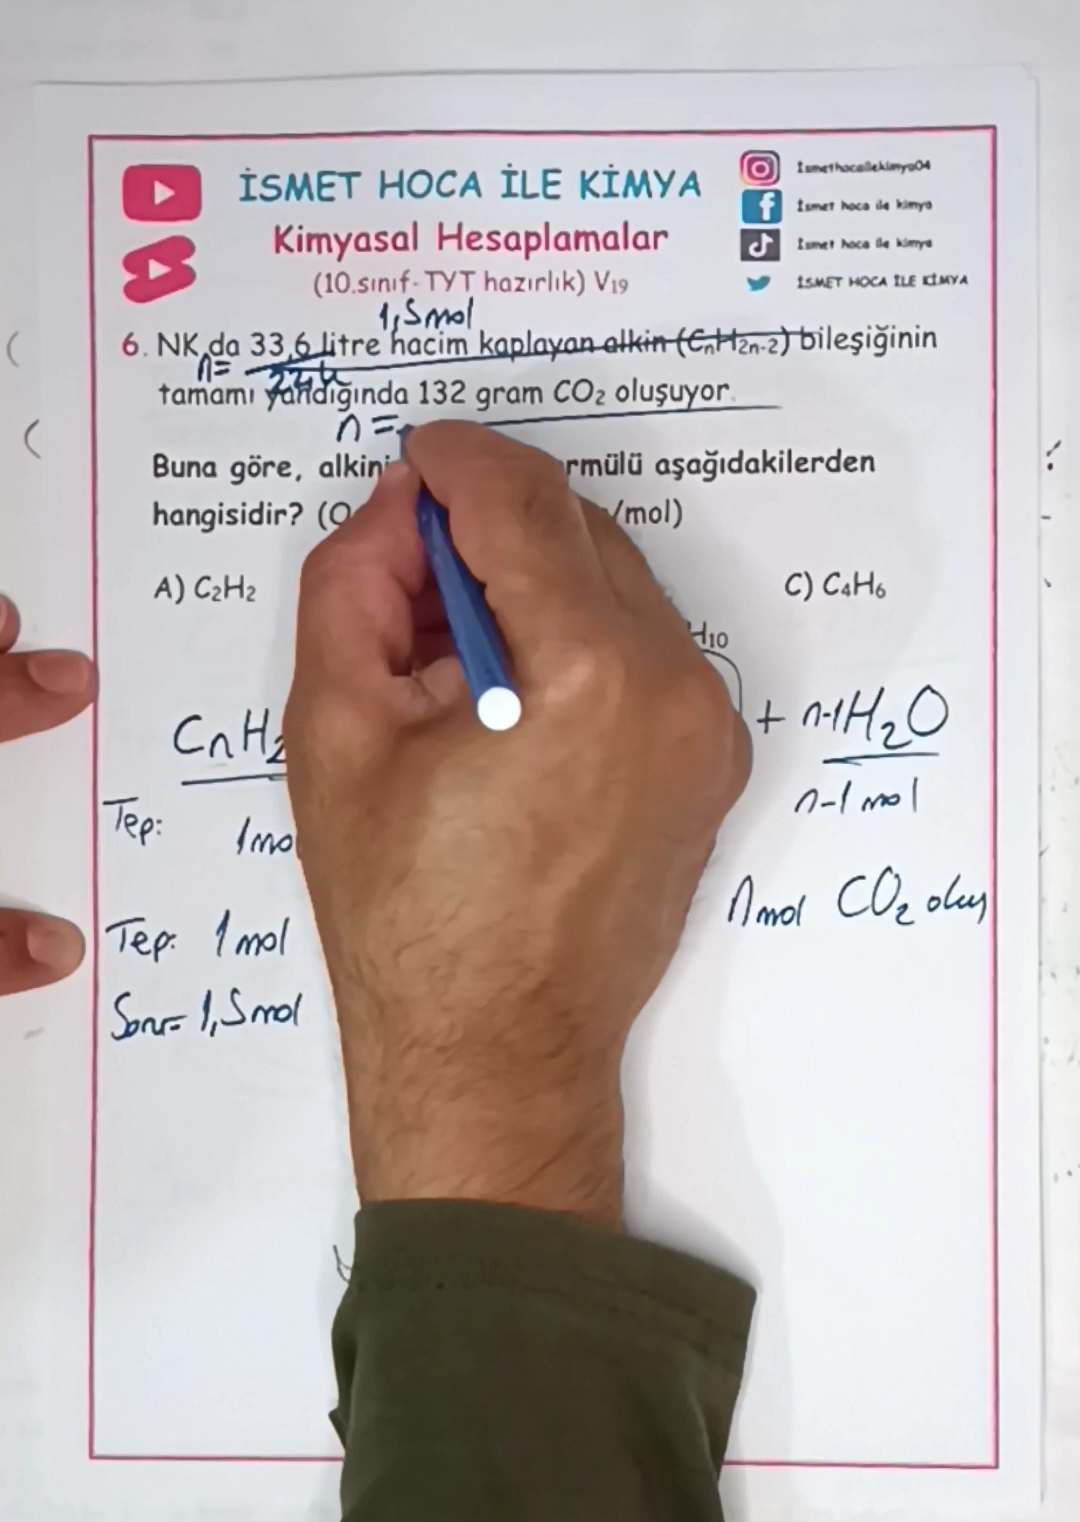 İSMET HOCA İLE KİMYA
Kimyasal Hesaplamalar
(10.sınıf- TYT hazırlık) V19
İsmethocailekimya04
İsmet hoca ile kimya
İsmet hoca ile kimya
İSMET HOCA İLE KİMYA
1,5mol
6. NK da 33,6 litre hacim kaplayan alkin (CnH2n-2) bileşiğinin
n= 22,4
tamamı yandığında 132 gram CO2 oluşuyor.
n=
Buna göre, alkin rmülü aşağıdakilerden
hangisidir? (O /mol)
A) C2H2 C) C4H6
H10
CnH2 + n-1H2O
Tep: 1mo n-1 mol
n mol CO2 oluş
Tep: 1 mol
Soru= 1,5mol